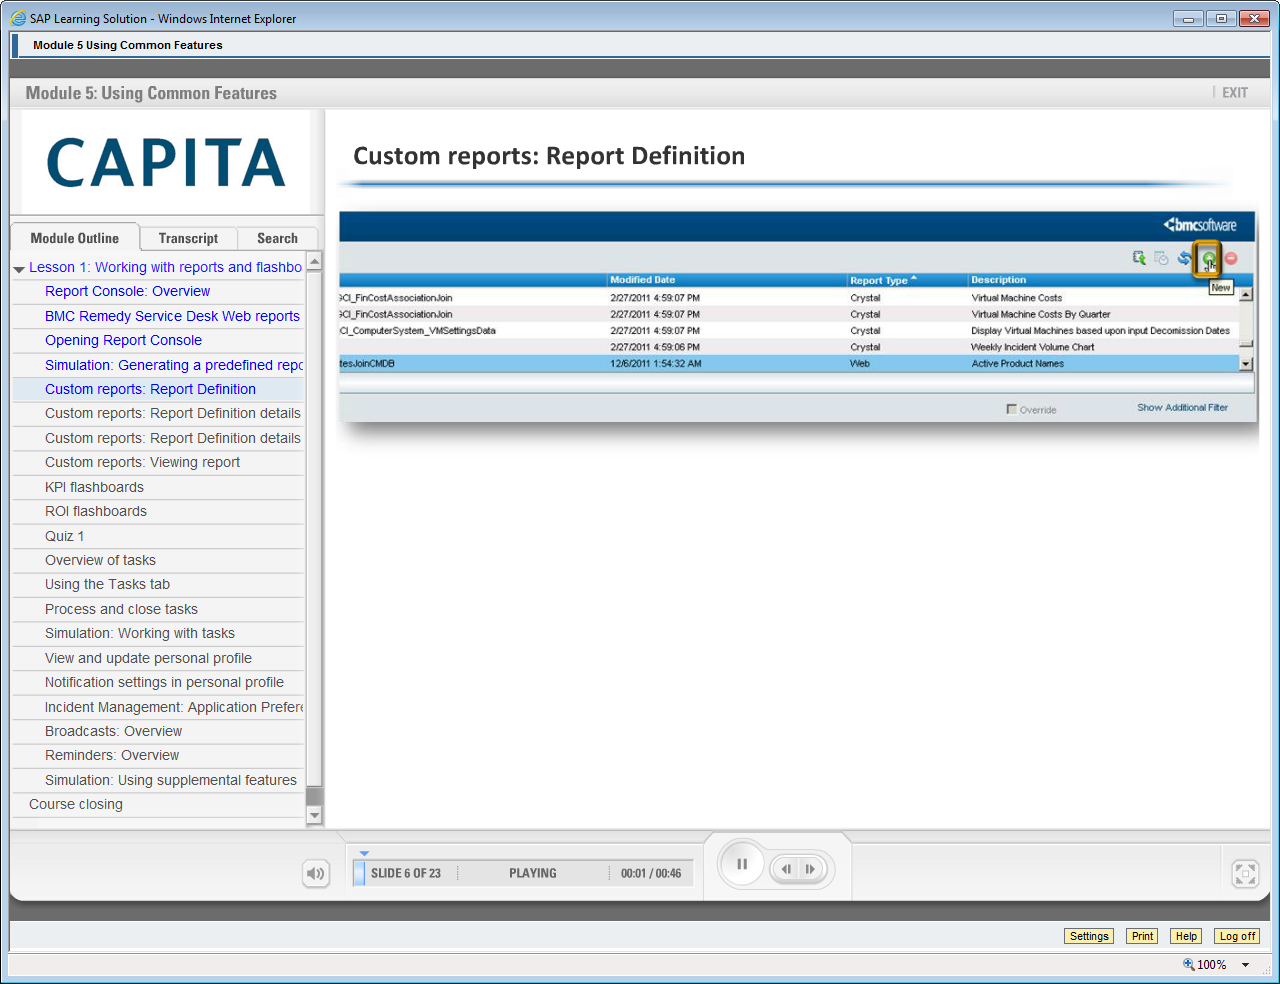 SAP Learning Solution - Windows Internet Explorer
Module 5 Using Common Features
Module 5: Using Common Features
EXIT
CAPITA
Module Outline
Transcript
Search
Lesson 1: Working with reports and flashbo
Report Console: Overview
BMC Remedy Service Desk Web reports
Opening Report Console
Simulation: Generating a predefined repo
Custom reports: Report Definition
Custom reports: Report Definition details
Custom reports: Report Definition details
Custom reports: Viewing report
KPI flashboards
ROI flashboards
Quiz 1
Overview of tasks
Using the Tasks tab
Process and close tasks
Simulation: Working with tasks
View and update personal profile
Notification settings in personal profile
Incident Management: Application Prefere
Broadcasts: Overview
Reminders: Overview
Simulation: Using supplemental features
Course closing
Custom reports: Report Definition
bmcsoftware
New
Modified Date Report Type Description
GCI_FinCostAssociationJoin 2/27/2011 4:59:07 PM Crystal Virtual Machine Costs
GCI_FinCostAssociationJoin 2/27/2011 4:59:07 PM Crystal Virtual Machine Costs By Quarter
CI_ComputerSystem_VMSettingsData 2/27/2011 4:59:07 PM Crystal Display Virtual Machines based upon input Decomission Dates
2/27/2011 4:59:06 PM Crystal Weekly Incident Volume Chart
tesJoinCMDB 12/6/2011 1:54:32 AM Web Active Product Names
Override Show Additional Filter
SLIDE 6 OF 23 PLAYING 00:01 / 00:46
Settings Print Help Log off
100%